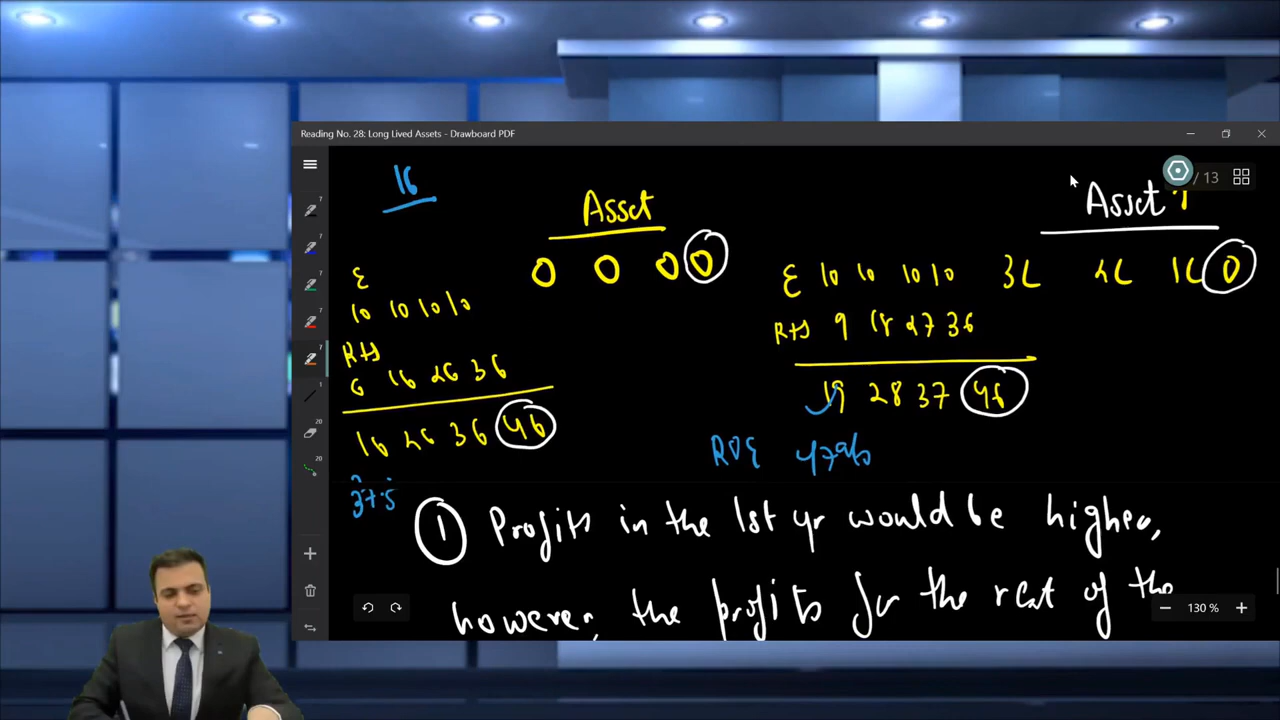 Reading No. 28: Long Lived Assets - Drawboard PDF
16
Asset
0 0 0 0
E
10 10 10 10
R+S
6 16 26 36
16 26 36 46
37.5
/ 13
Asset
3L 2L 1L 0
E 10 10 10 10
R+S 9 18 27 36
19 28 37 46
ROE 47%
1 Profits in the 1st yr would be higher,
however, the profits for the rest of the
130 %